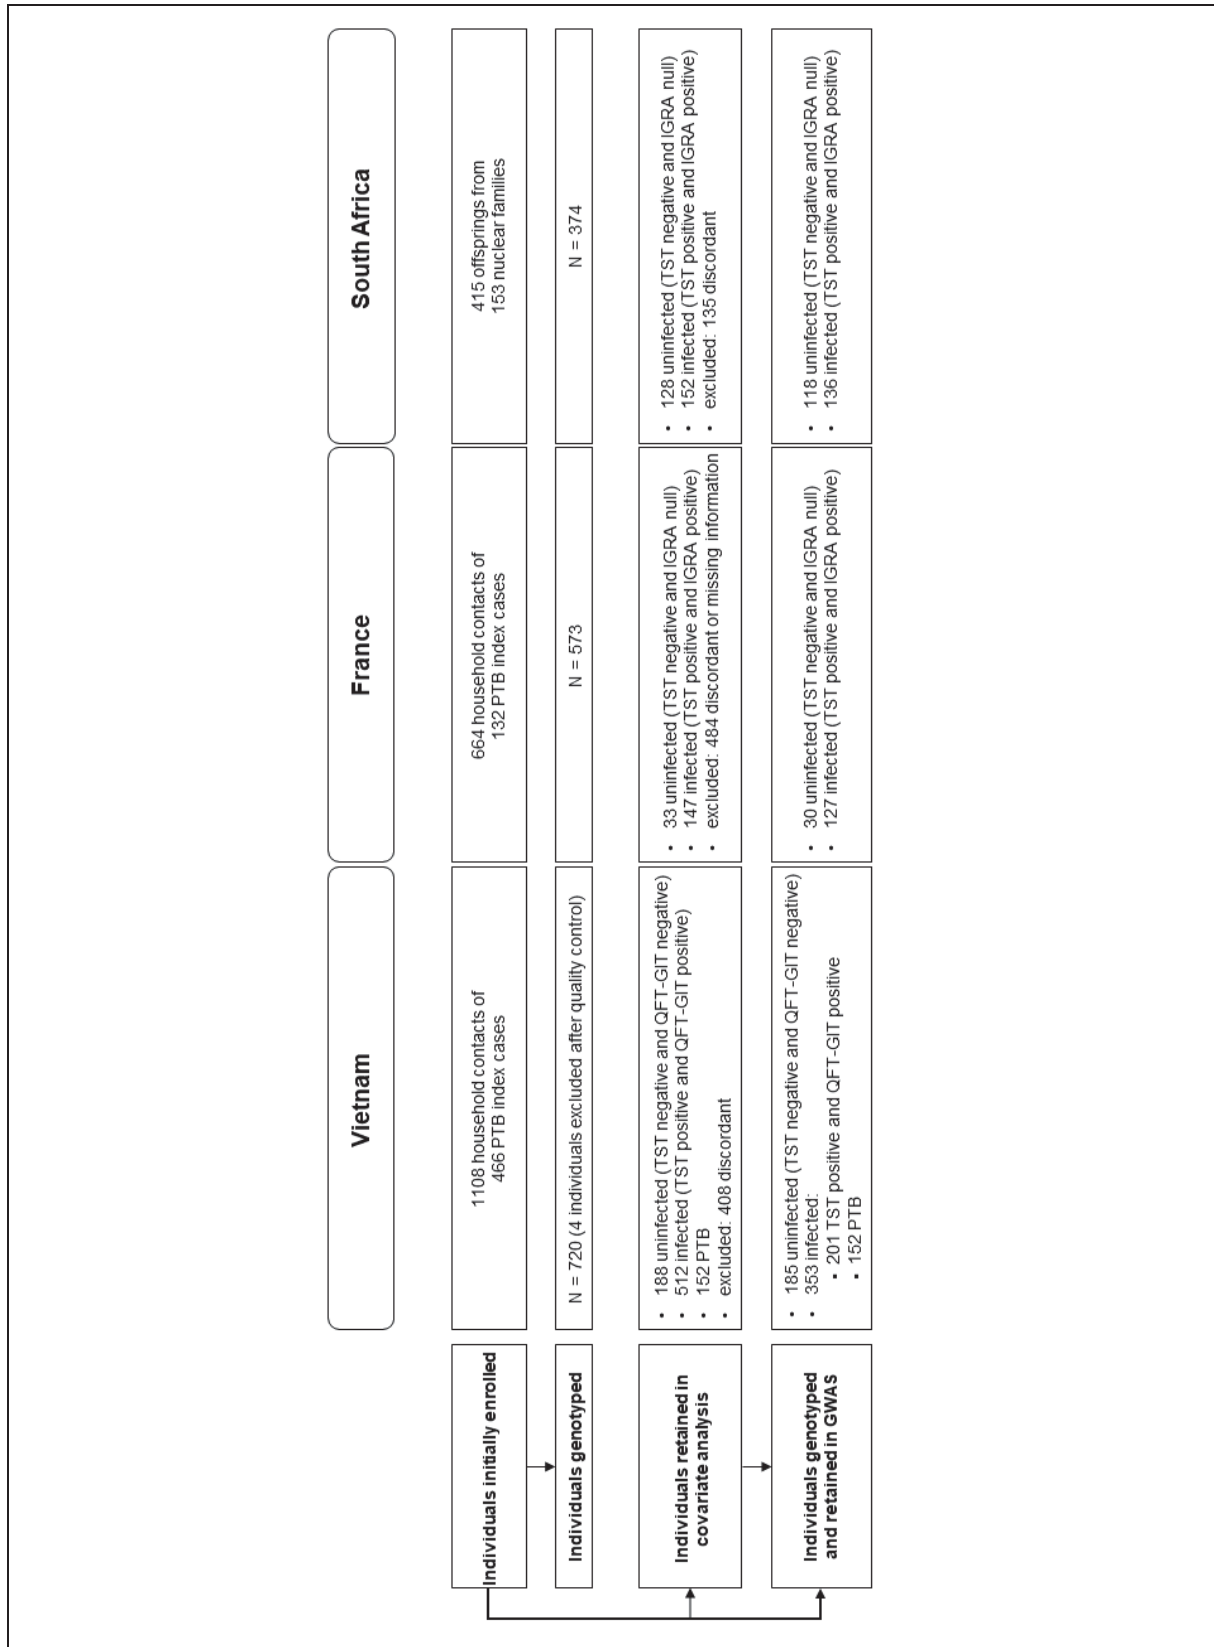 Vietnam
France
South Africa
Individuals initially enrolled
1108 household contacts of
466 PTB index cases
664 household contacts of
132 PTB index cases
415 offsprings from
153 nuclear families
Individuals genotyped
N = 720 (4 individuals excluded after quality control)
N = 573
N = 374
Individuals retained in
covariate analysis
• 188 uninfected (TST negative and QFT-GIT negative)
• 512 infected (TST positive and QFT-GIT positive)
• 152 PTB
• excluded: 408 discordant
• 33 uninfected (TST negative and IGRA null)
• 147 infected (TST positive and IGRA positive)
• excluded: 484 discordant or missing information
• 128 uninfected (TST negative and IGRA null)
• 152 infected (TST positive and IGRA positive)
• excluded: 135 discordant
Individuals genotyped
and retained in GWAS
• 185 uninfected (TST negative and QFT-GIT negative)
• 353 infected:
• 201 TST positive and QFT-GIT positive
• 152 PTB
• 30 uninfected (TST negative and IGRA null)
• 127 infected (TST positive and IGRA positive)
• 118 uninfected (TST negative and IGRA null)
• 136 infected (TST positive and IGRA positive)